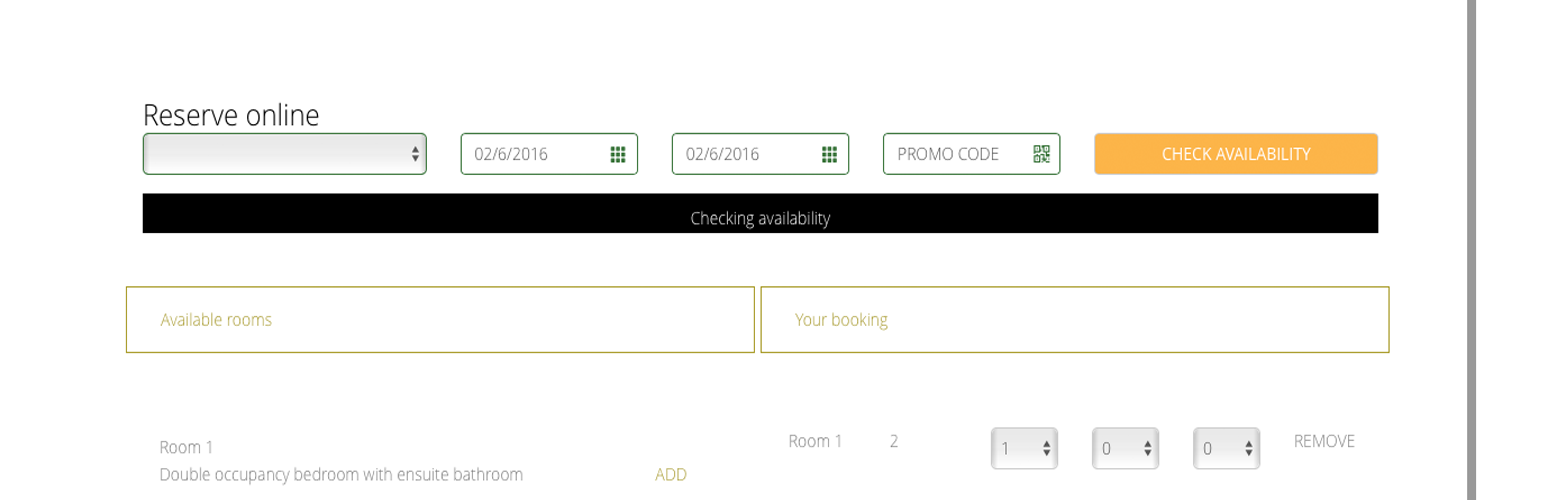 Reserve online
02/6/2016 02/6/2016 PROMO CODE CHECK AVAILABILITY
Checking availability
Available rooms Your booking
Room 1 2 1 0 0 REMOVE
Room 1
Double occupancy bedroom with ensuite bathroom ADD